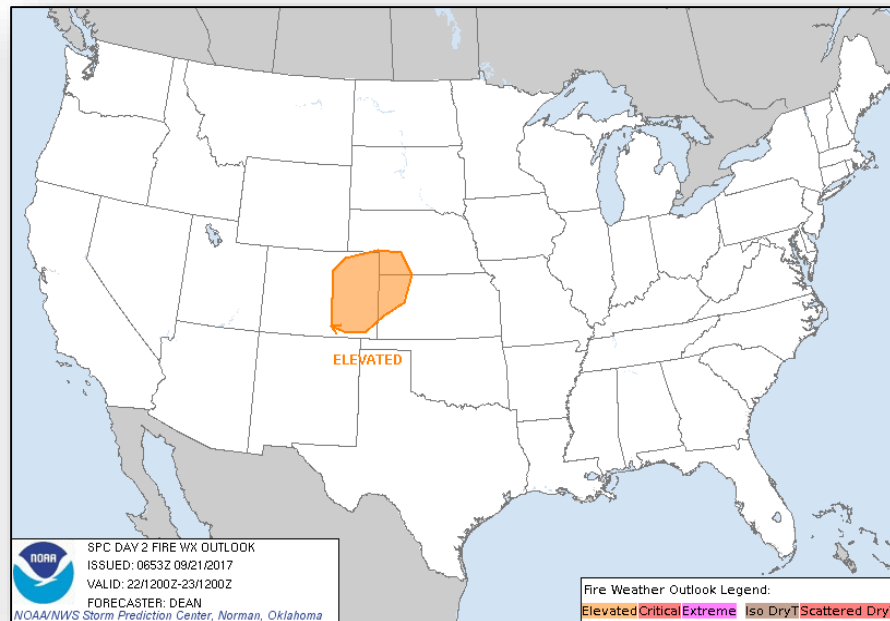 ELEVATED
NOAA
SPC DAY 2 FIRE WX OUTLOOK
ISSUED: 0653Z 09/21/2017
VALID: 22/1200Z-23/1200Z
FORECASTER: DEAN
NOAA/NWS Storm Prediction Center, Norman, Oklahoma
Fire Weather Outlook Legend:
Elevated Critical Extreme Iso DryT Scattered Dry